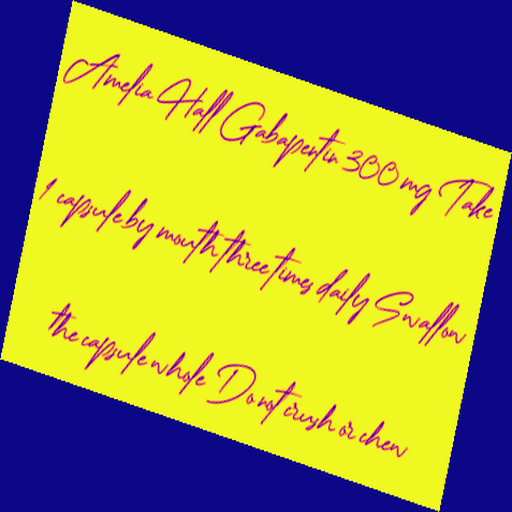 Amelia Hall Gabapentin 300 mg Take
1 capsule by mouth three times daily Swallow
the capsule whole Do not crush or chew